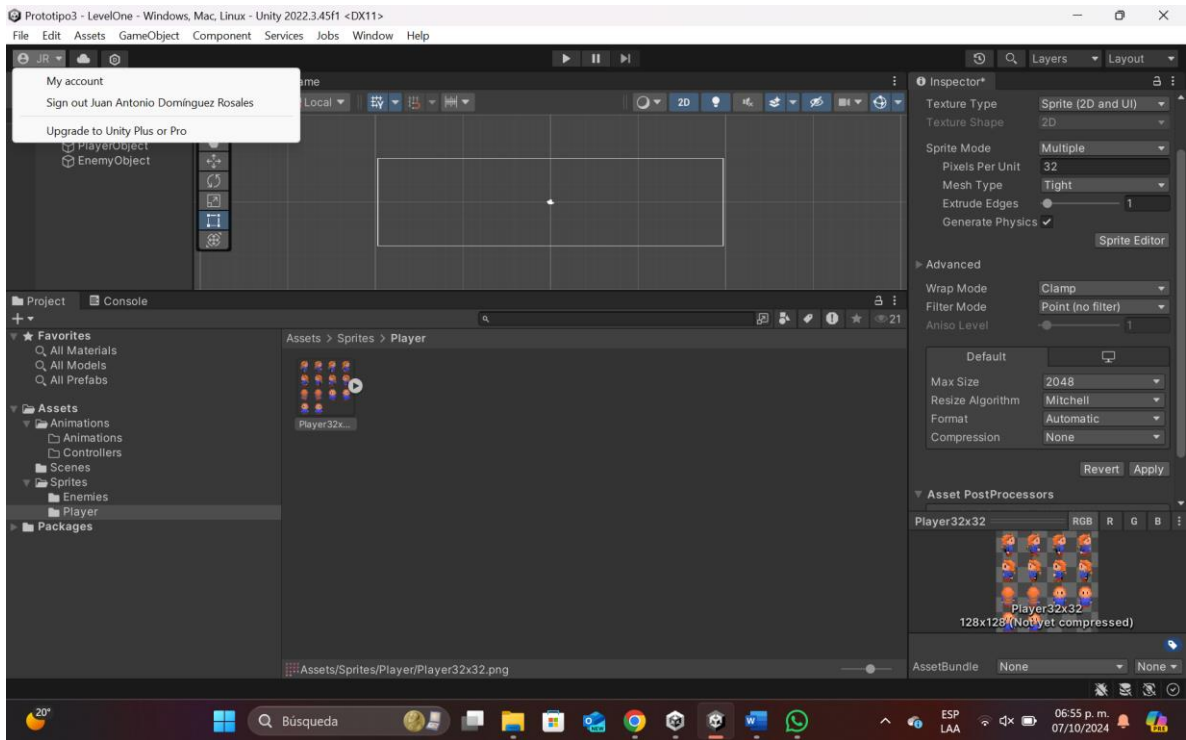 Prototipo3 - LevelOne - Windows, Mac, Linux - Unity 2022.3.45f1 <DX11>
File Edit Assets GameObject Component Services Jobs Window Help
JR
Layers Layout
My account
Sign out Juan Antonio Domínguez Rosales
Upgrade to Unity Plus or Pro
PlayerObject
EnemyObject
ame
Local
2D
Inspector*
Texture Type Sprite (2D and UI)
Texture Shape 2D
Sprite Mode Multiple
Pixels Per Unit 32
Mesh Type Tight
Extrude Edges 1
Generate Physics
Sprite Editor
Advanced
Wrap Mode Clamp
Filter Mode Point (no filter)
Aniso Level 1
Default
Max Size 2048
Resize Algorithm Mitchell
Format Automatic
Compression None
Revert Apply
Asset PostProcessors
Project Console
21
Favorites
All Materials
All Models
All Prefabs
Assets
Animations
Animations
Controllers
Scenes
Sprites
Enemies
Player
Packages
Assets > Sprites > Player
Player32x...
Assets/Sprites/Player/Player32x32.png
Player32x32 RGB R G B
Player32x32
128x128 (Not yet compressed)
AssetBundle None None
20°
Búsqueda
ESP
LAA
06:55 p. m.
07/10/2024
PRE